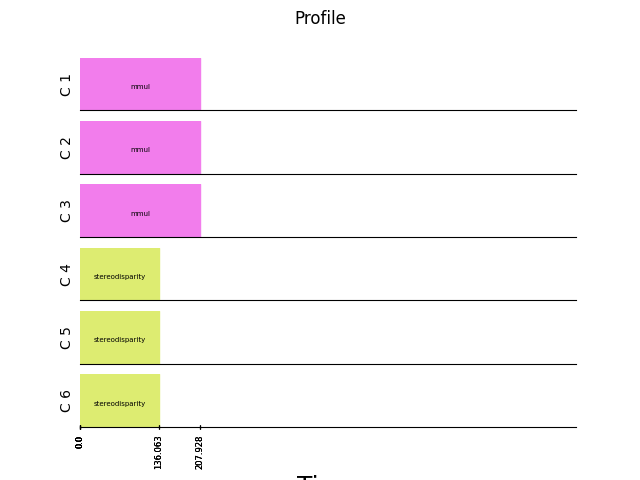 Profile
C 1
mmul
C 2
mmul
C 3
mmul
C 4
stereodisparity
C 5
stereodisparity
C 6
stereodisparity
0.0
136.063
207.928